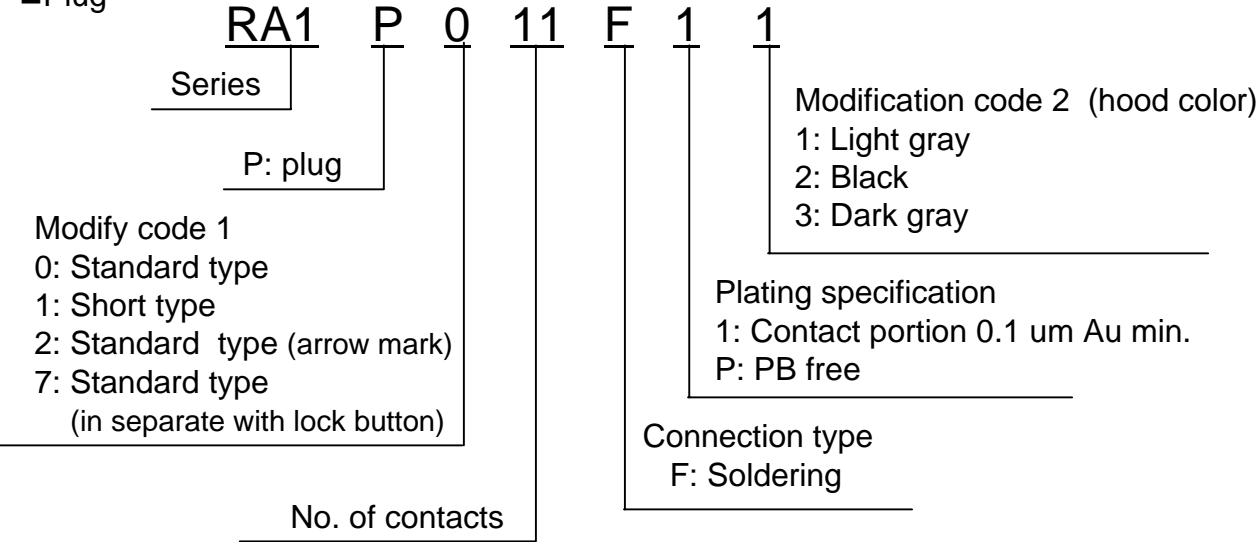 ■Plug
RA1 P 0 11 F 1 1
Series
P: plug
Modify code 1
0: Standard type
1: Short type
2: Standard type (arrow mark)
7: Standard type
(in separate with lock button)
No. of contacts
Modification code 2 (hood color)
1: Light gray
2: Black
3: Dark gray
Plating specification
1: Contact portion 0.1 um Au min.
P: PB free
Connection type
F: Soldering